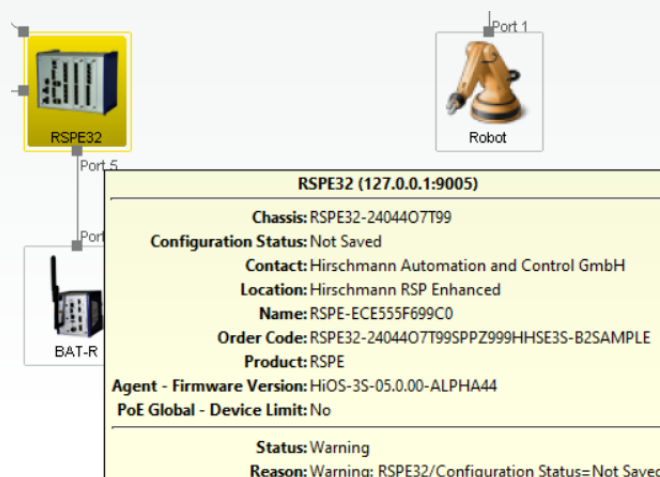 Port 1
RSPE32
Robot
Port 5
RSPE32 (127.0.0.1:9005)
Chassis: RSPE32-24044O7T99
Configuration Status: Not Saved
Port
Contact: Hirschmann Automation and Control GmbH
Location: Hirschmann RSP Enhanced
Name: RSPE-ECE555F699C0
Order Code: RSPE32-24044O7T99SPPZ999HHSE3S-B2SAMPLE
BAT-R
Product: RSPE
Agent - Firmware Version: HiOS-3S-05.0.00-ALPHA44
PoE Global - Device Limit: No
Status: Warning
Reason: Warning: RSPE32/Configuration Status=Not Saved